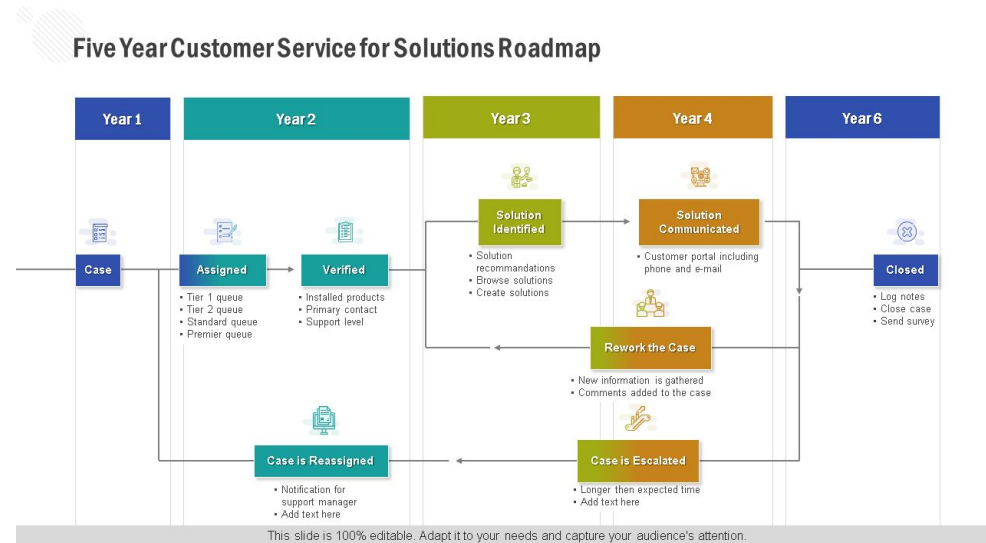 Five Year Customer Service for Solutions Roadmap
Year 1
Year 2
Year 3
Year 4
Year 6
Case
Assigned
▪ Tier 1 queue
▪ Tier 2 queue
▪ Standard queue
▪ Premier queue
Verified
▪ Installed products
▪ Primary contact
▪ Support level
Solution
Identified
▪ Solution
recommandations
▪ Browse solutions
▪ Create solutions
Solution
Communicated
▪ Customer portal including
phone and e-mail
Closed
▪ Log notes
▪ Close case
▪ Send survey
Rework the Case
▪ New information is gathered
▪ Comments added to the case
Case is Reassigned
▪ Notification for
support manager
▪ Add text here
Case is Escalated
▪ Longer then expected time
▪ Add text here
This slide is 100% editable. Adapt it to your needs and capture your audience's attention.